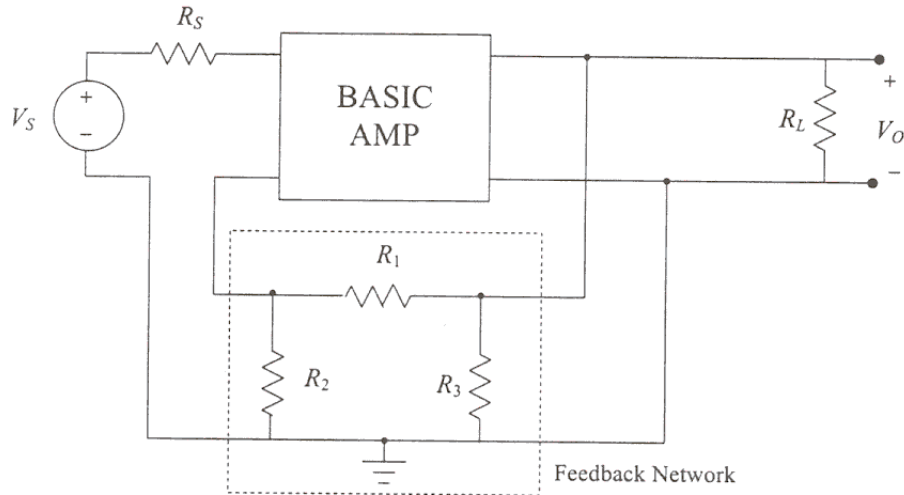 R_S
BASIC
AMP
+
−
V_S
R_L
+
V_O
−
R_1
R_2
R_3
Feedback Network